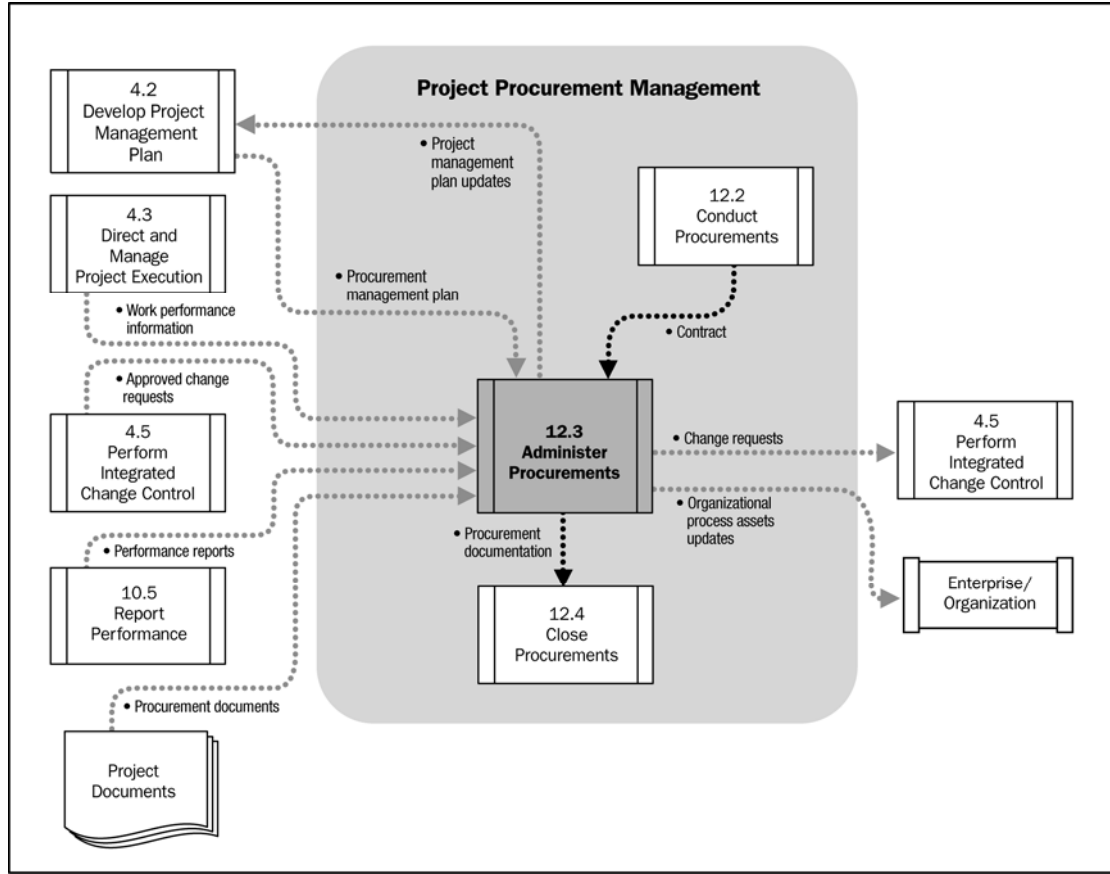 Project Procurement Management
4.2
Develop Project
Management
Plan
• Project
management
plan updates
12.2
Conduct
Procurements
4.3
Direct and
Manage
Project Execution
• Procurement
management plan
• Work performance
information
• Contract
• Approved change
requests
4.5
Perform
Integrated
Change Control
12.3
Administer
Procurements
• Change requests
4.5
Perform
Integrated
Change Control
• Organizational
process assets
updates
• Procurement
documentation
• Performance reports
10.5
Report
Performance
12.4
Close
Procurements
Enterprise/
Organization
• Procurement documents
Project
Documents